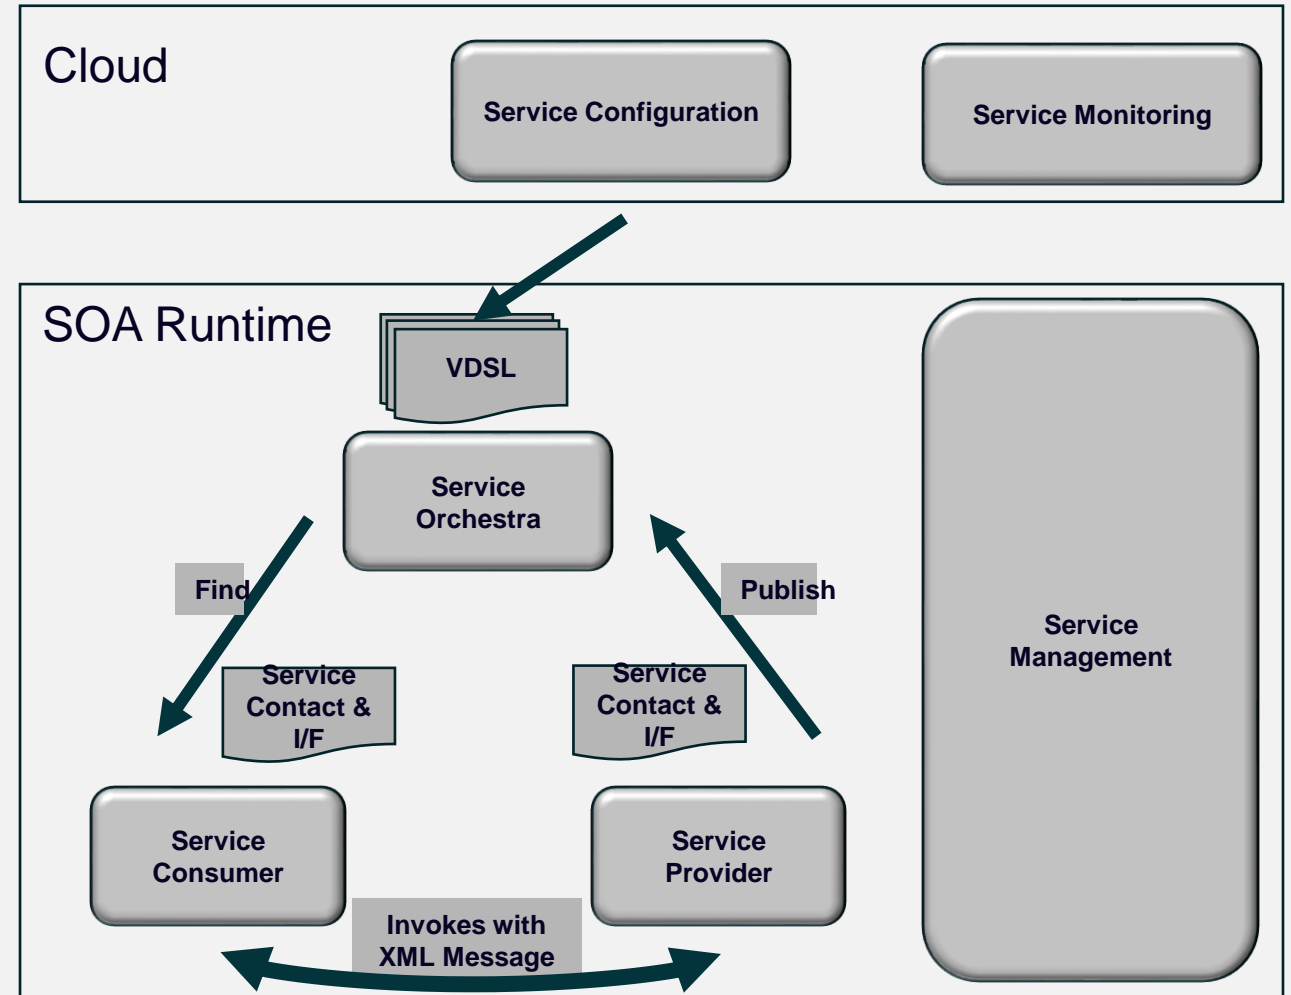 Cloud
Service Configuration
Service Monitoring
SOA Runtime
VDSL
Service
Orchestra
Find
Publish
Service
Contact &
I/F
Service
Contact &
I/F
Service
Management
Service
Consumer
Service
Provider
Invokes with
XML Message